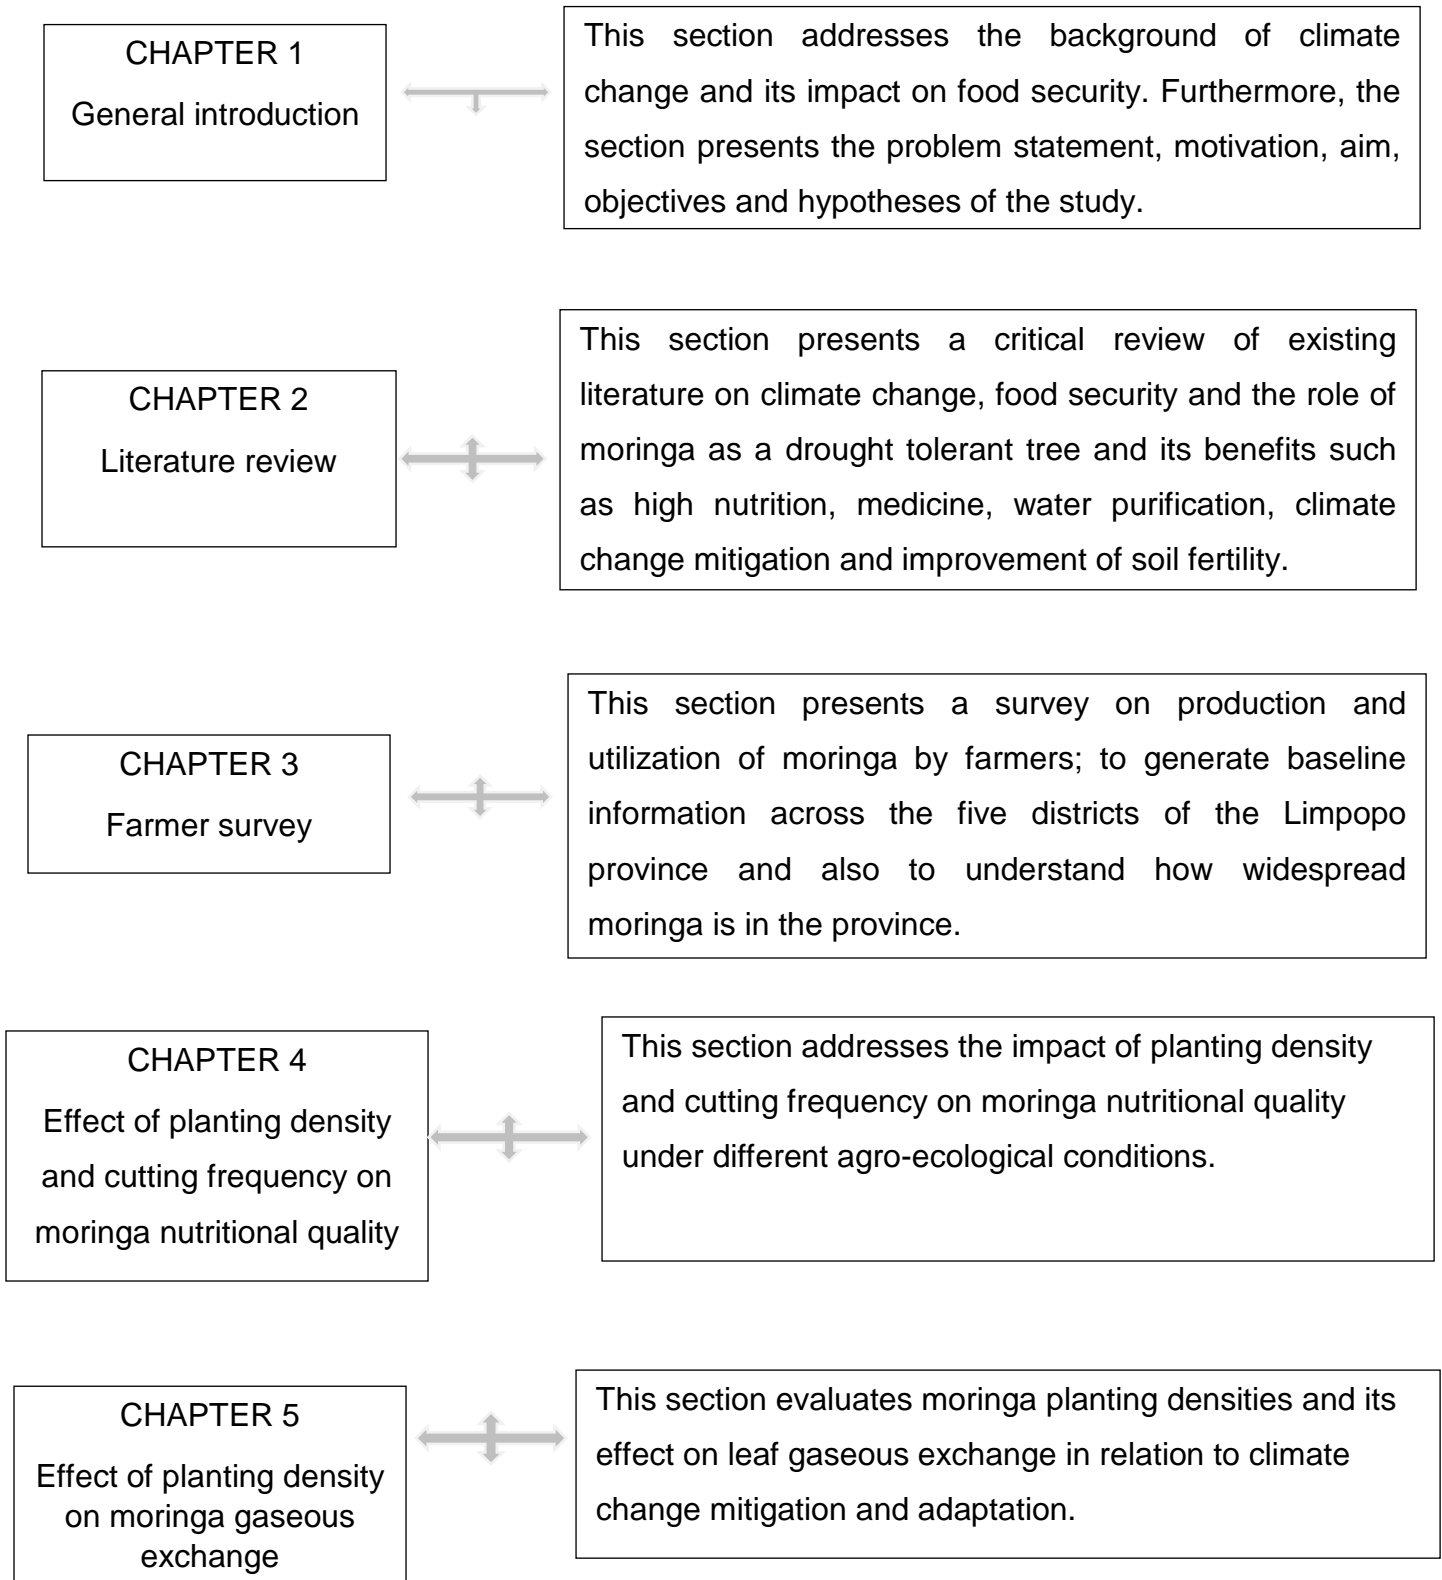 CHAPTER 1
General introduction
This section addresses the background of climate
change and its impact on food security. Furthermore, the
section presents the problem statement, motivation, aim,
objectives and hypotheses of the study.
CHAPTER 2
Literature review
This section presents a critical review of existing
literature on climate change, food security and the role of
moringa as a drought tolerant tree and its benefits such
as high nutrition, medicine, water purification, climate
change mitigation and improvement of soil fertility.
CHAPTER 3
Farmer survey
This section presents a survey on production and
utilization of moringa by farmers; to generate baseline
information across the five districts of the Limpopo
province and also to understand how widespread
moringa is in the province.
CHAPTER 4
Effect of planting density
and cutting frequency on
moringa nutritional quality
This section addresses the impact of planting density
and cutting frequency on moringa nutritional quality
under different agro-ecological conditions.
CHAPTER 5
Effect of planting density
on moringa gaseous
exchange
This section evaluates moringa planting densities and its
effect on leaf gaseous exchange in relation to climate
change mitigation and adaptation.